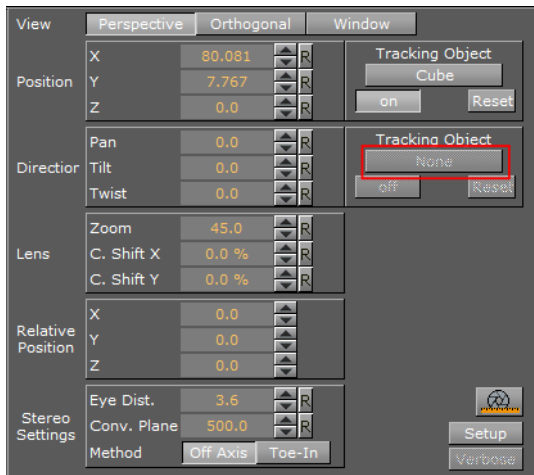 View Perspective Orthogonal Window
X 80.081 R Tracking Object
Cube
Position Y 7.767 R
on Reset
Z 0.0 R
Pan 0.0 R Tracking Object
None
Direction Tilt 0.0 R
off Reset
Twist 0.0 R
Zoom 45.0 R
Lens C. Shift X 0.0 % R
C. Shift Y 0.0 % R
X 0.0
Relative Position Y 0.0
Z 0.0
Eye Dist. 3.6 R
Stereo Settings Conv. Plane 500.0 R Setup
Method Off Axis Toe-In Verbose